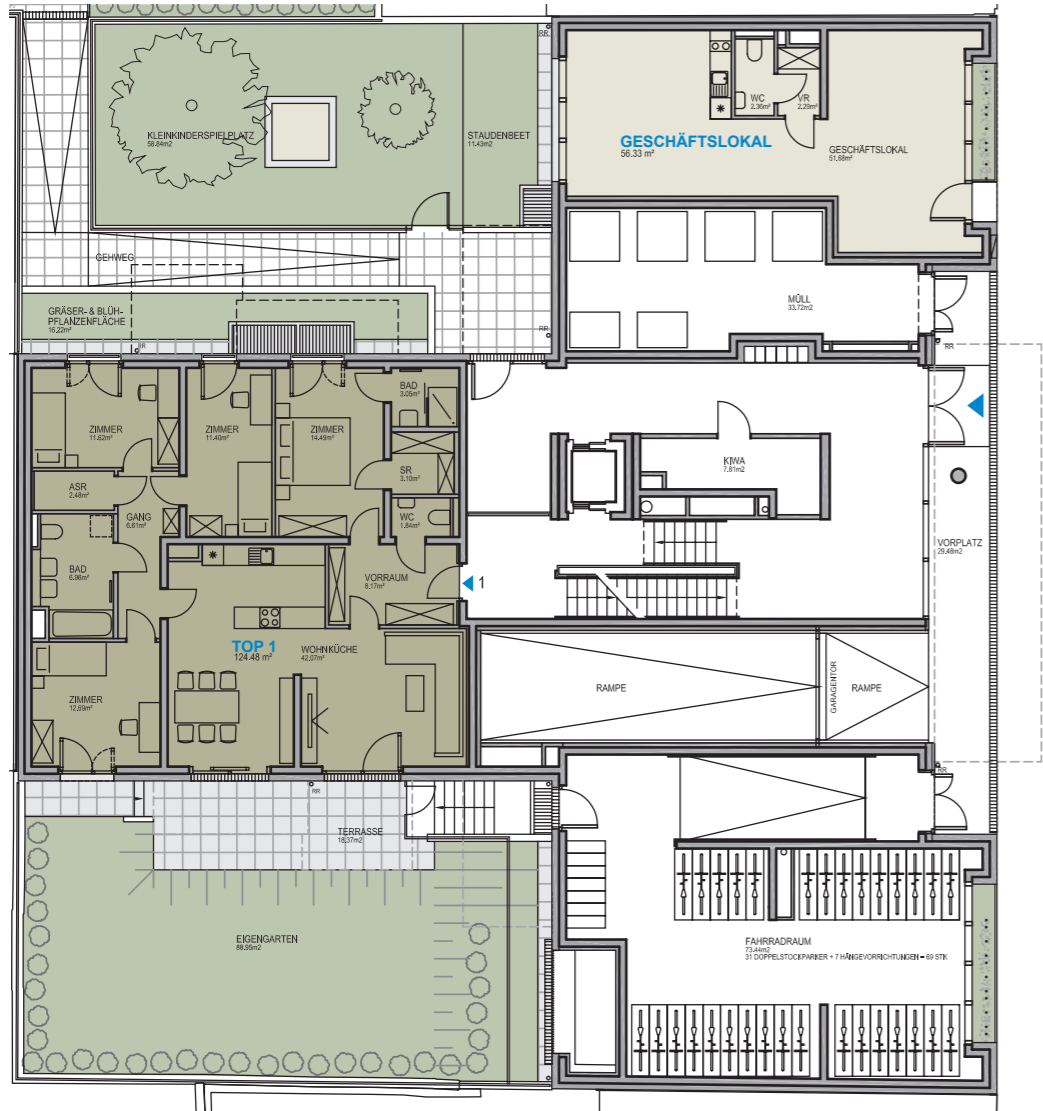 RR
KLEINKINDERSPIELPLATZ
58.84m2
STAUDENBEET
11.43m2
WC
2.36m²
VR
2.29m²
GESCHÄFTSLOKAL
56.33 m²
GESCHÄFTSLOKAL
51,68m²
GEHWEG
GRÄSER- & BLÜH-
PFLANZENFLÄCHE
16,22m²
RR
RR
MÜLL
33,72m2
RR
ZIMMER
11.62m²
ZIMMER
11.40m²
ZIMMER
14.49m²
BAD
3.05m²
SR
3.10m²
WC
1,84m²
ASR
2.48m²
GANG
6.61m²
BAD
6.96m²
VORRAUM
8,17m²
1
KIWA
7.81m2
VORPLATZ
29.48m2
TOP 1
124.48 m²
WOHNKÜCHE
42,07m²
ZIMMER
12,69m²
RAMPE
GARAGENTOR
RAMPE
RR
RR
TERRASSE
18,37m2
EIGENGARTEN
88.95m2
FAHRRADRAUM
73.44m2
31 DOPPELSTOCKPARKER + 7 HÄNGEVORRICHTUNGEN = 69 STK